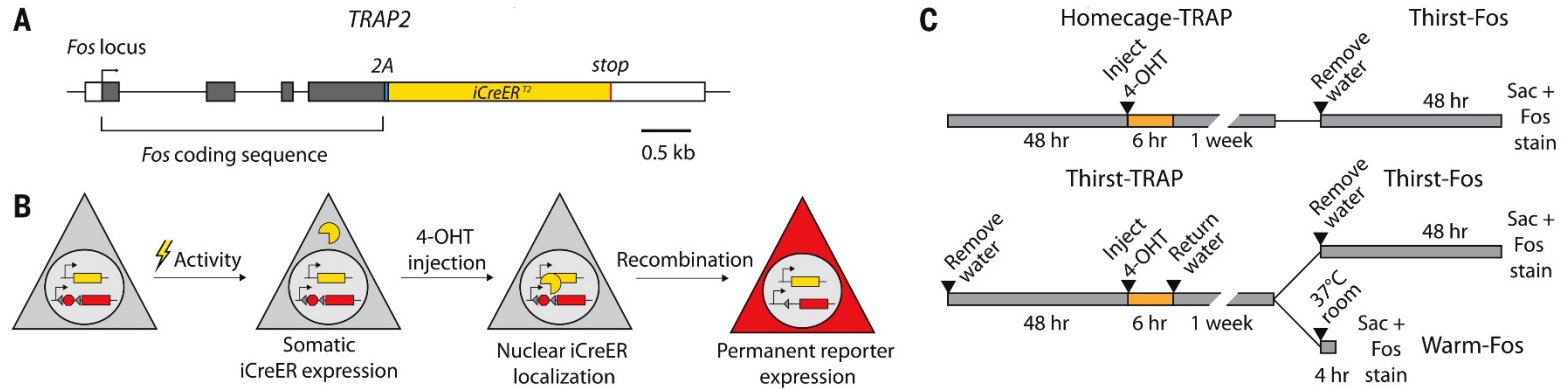 A
TRAP2
Fos locus
2A
stop
iCreER T2
Fos coding sequence
0.5 kb
B
Activity
4-OHT
injection
Recombination
Somatic
iCreER expression
Nuclear iCreER
localization
Permanent reporter
expression
C
Homecage-TRAP
Thirst-Fos
Inject
4-OHT
Remove
water
48 hr
6 hr
1 week
48 hr
Sac +
Fos
stain
Thirst-TRAP
Thirst-Fos
Remove
water
Inject
4-OHT
Return
water
Remove
water
48 hr
6 hr
1 week
48 hr
Sac +
Fos
stain
37°C
room
4 hr
Sac +
Fos
stain
Warm-Fos